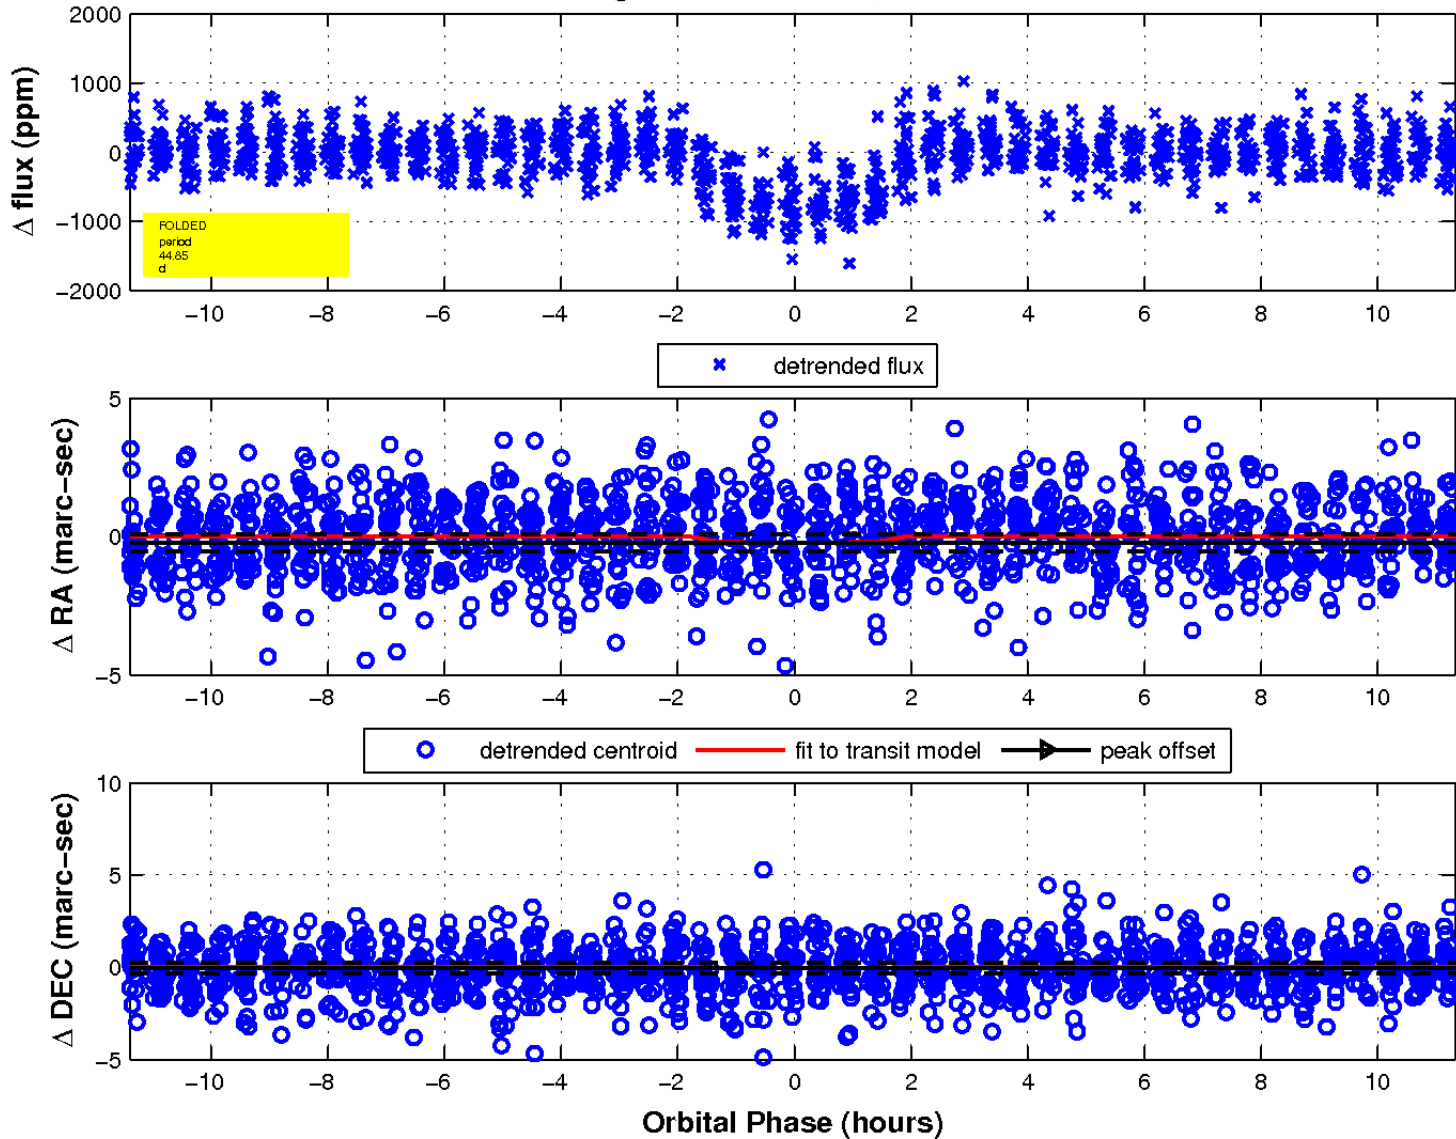 2000
1000
0
−1000
−2000
Δ flux (ppm)
FOLDED
period
44.85
d
−10 −8 −6 −4 −2 0 2 4 6 8 10
detrended flux
5
0
−5
Δ RA (marc−sec)
−10 −8 −6 −4 −2 0 2 4 6 8 10
detrended centroid fit to transit model peak offset
10
5
0
−5
Δ DEC (marc−sec)
−10 −8 −6 −4 −2 0 2 4 6 8 10
Orbital Phase (hours)